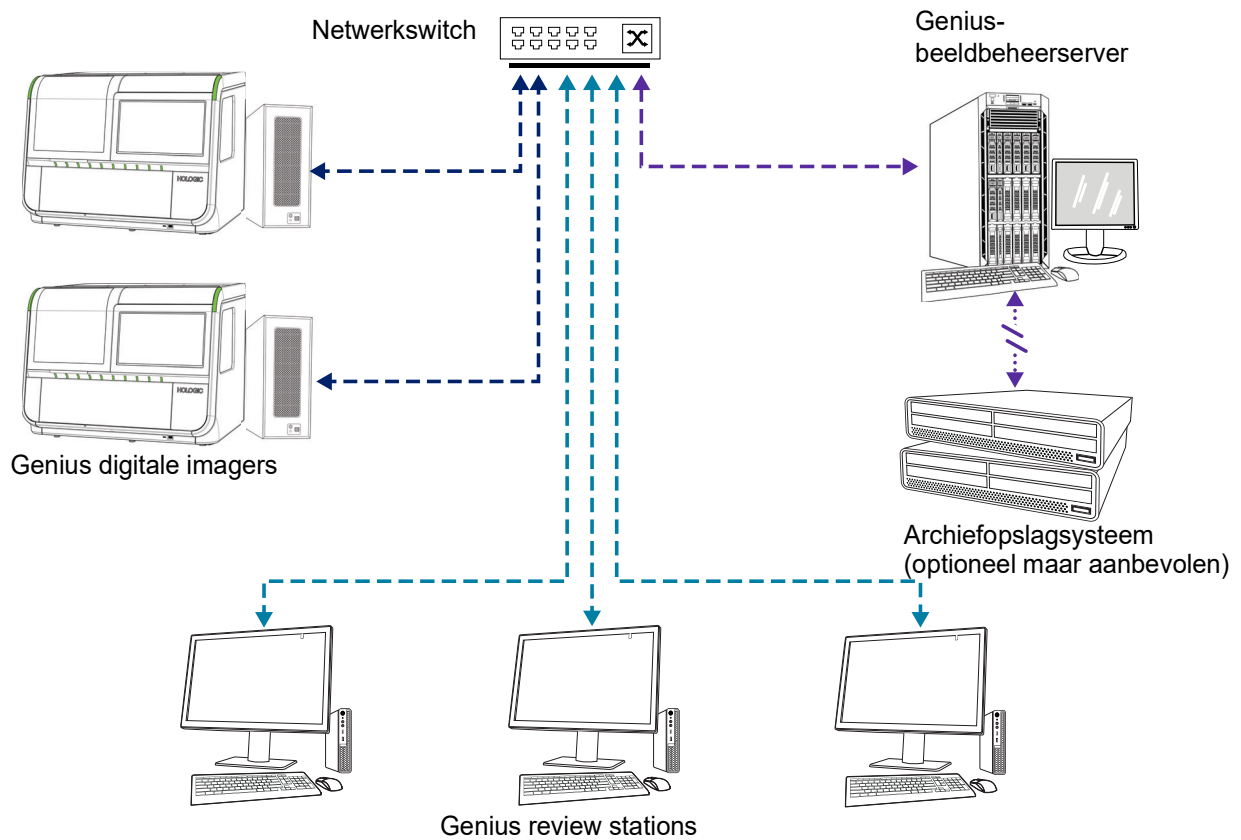 Netwerkswitch
Genius-
beeldbeheerserver
HOLOGIC
HOLOGIC
Genius digitale imagers
Archiefopslagsysteem
(optioneel maar aanbevolen)
Genius review stations